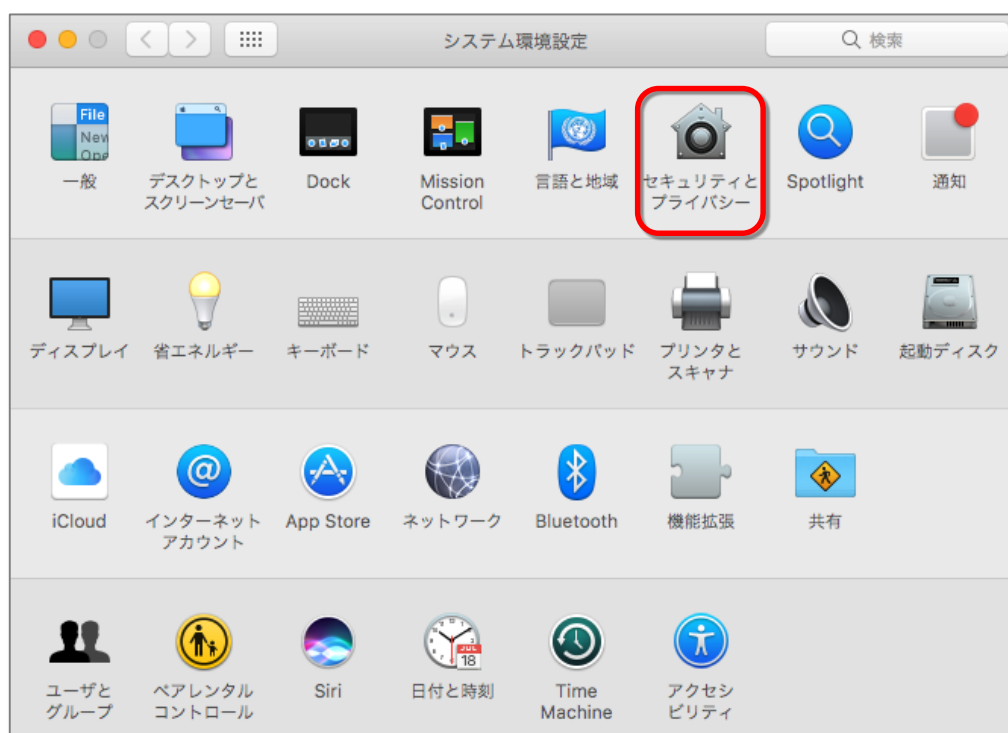 システム環境設定
検索
File
New
Ope
一般
デスクトップと
スクリーンセーバ
Dock
Mission
Control
言語と地域
セキュリティと
プライバシー
Spotlight
通知
ディスプレイ
省エネルギー
キーボード
マウス
トラックパッド
プリンタと
スキャナ
サウンド
起動ディスク
iCloud
インターネット
アカウント
App Store
ネットワーク
Bluetooth
機能拡張
共有
ユーザと
グループ
ペアレンタル
コントロール
Siri
JUL
18
日付と時刻
Time
Machine
アクセシ
ビリティ